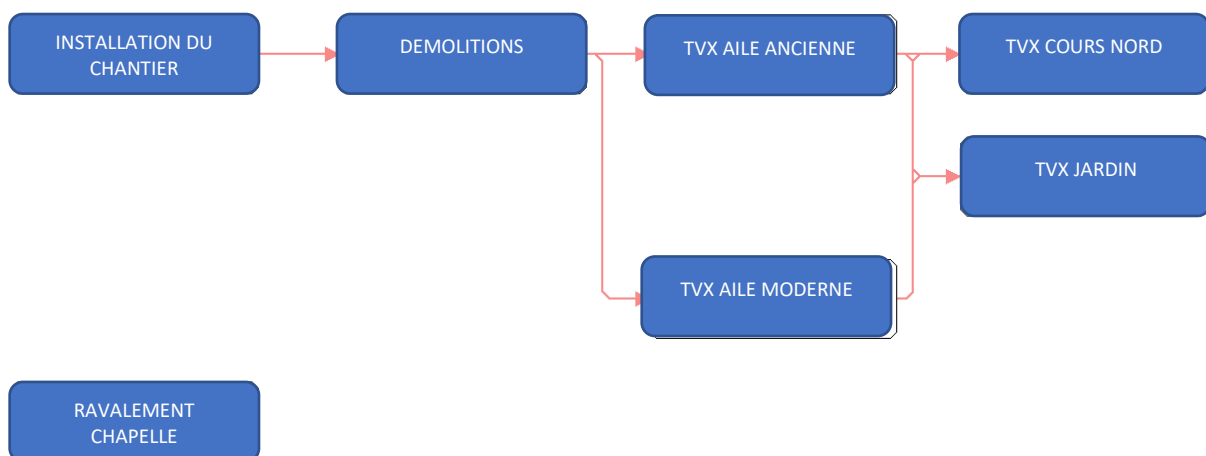 INSTALLATION DU
CHANTIER
DEMOLITIONS
TVX AILE ANCIENNE
TVX COURS NORD
TVX JARDIN
TVX AILE MODERNE
RAVALEMENT
CHAPELLE